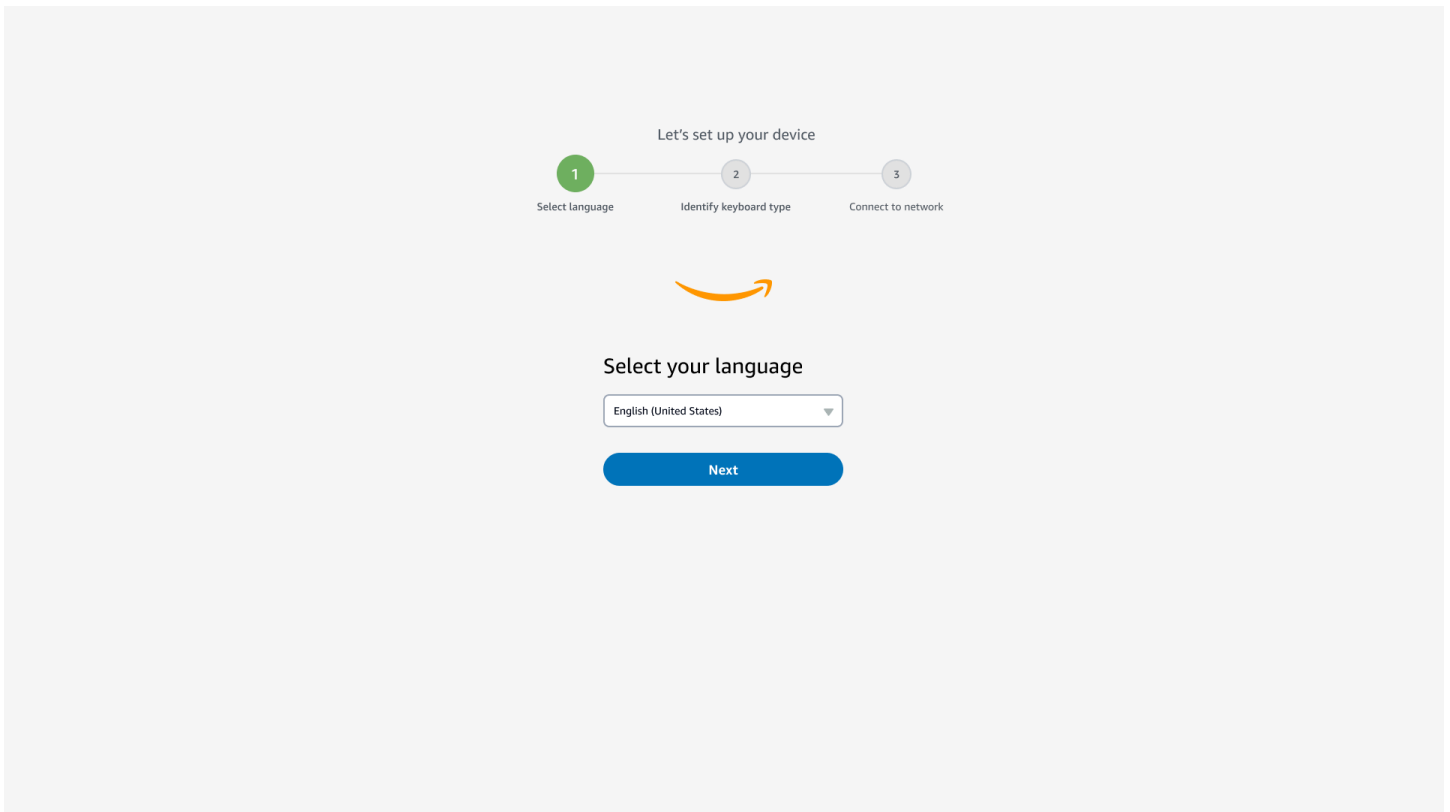 Let's set up your device
1
2
3
Select language
Identify keyboard type
Connect to network
Select your language
English (United States)
Next